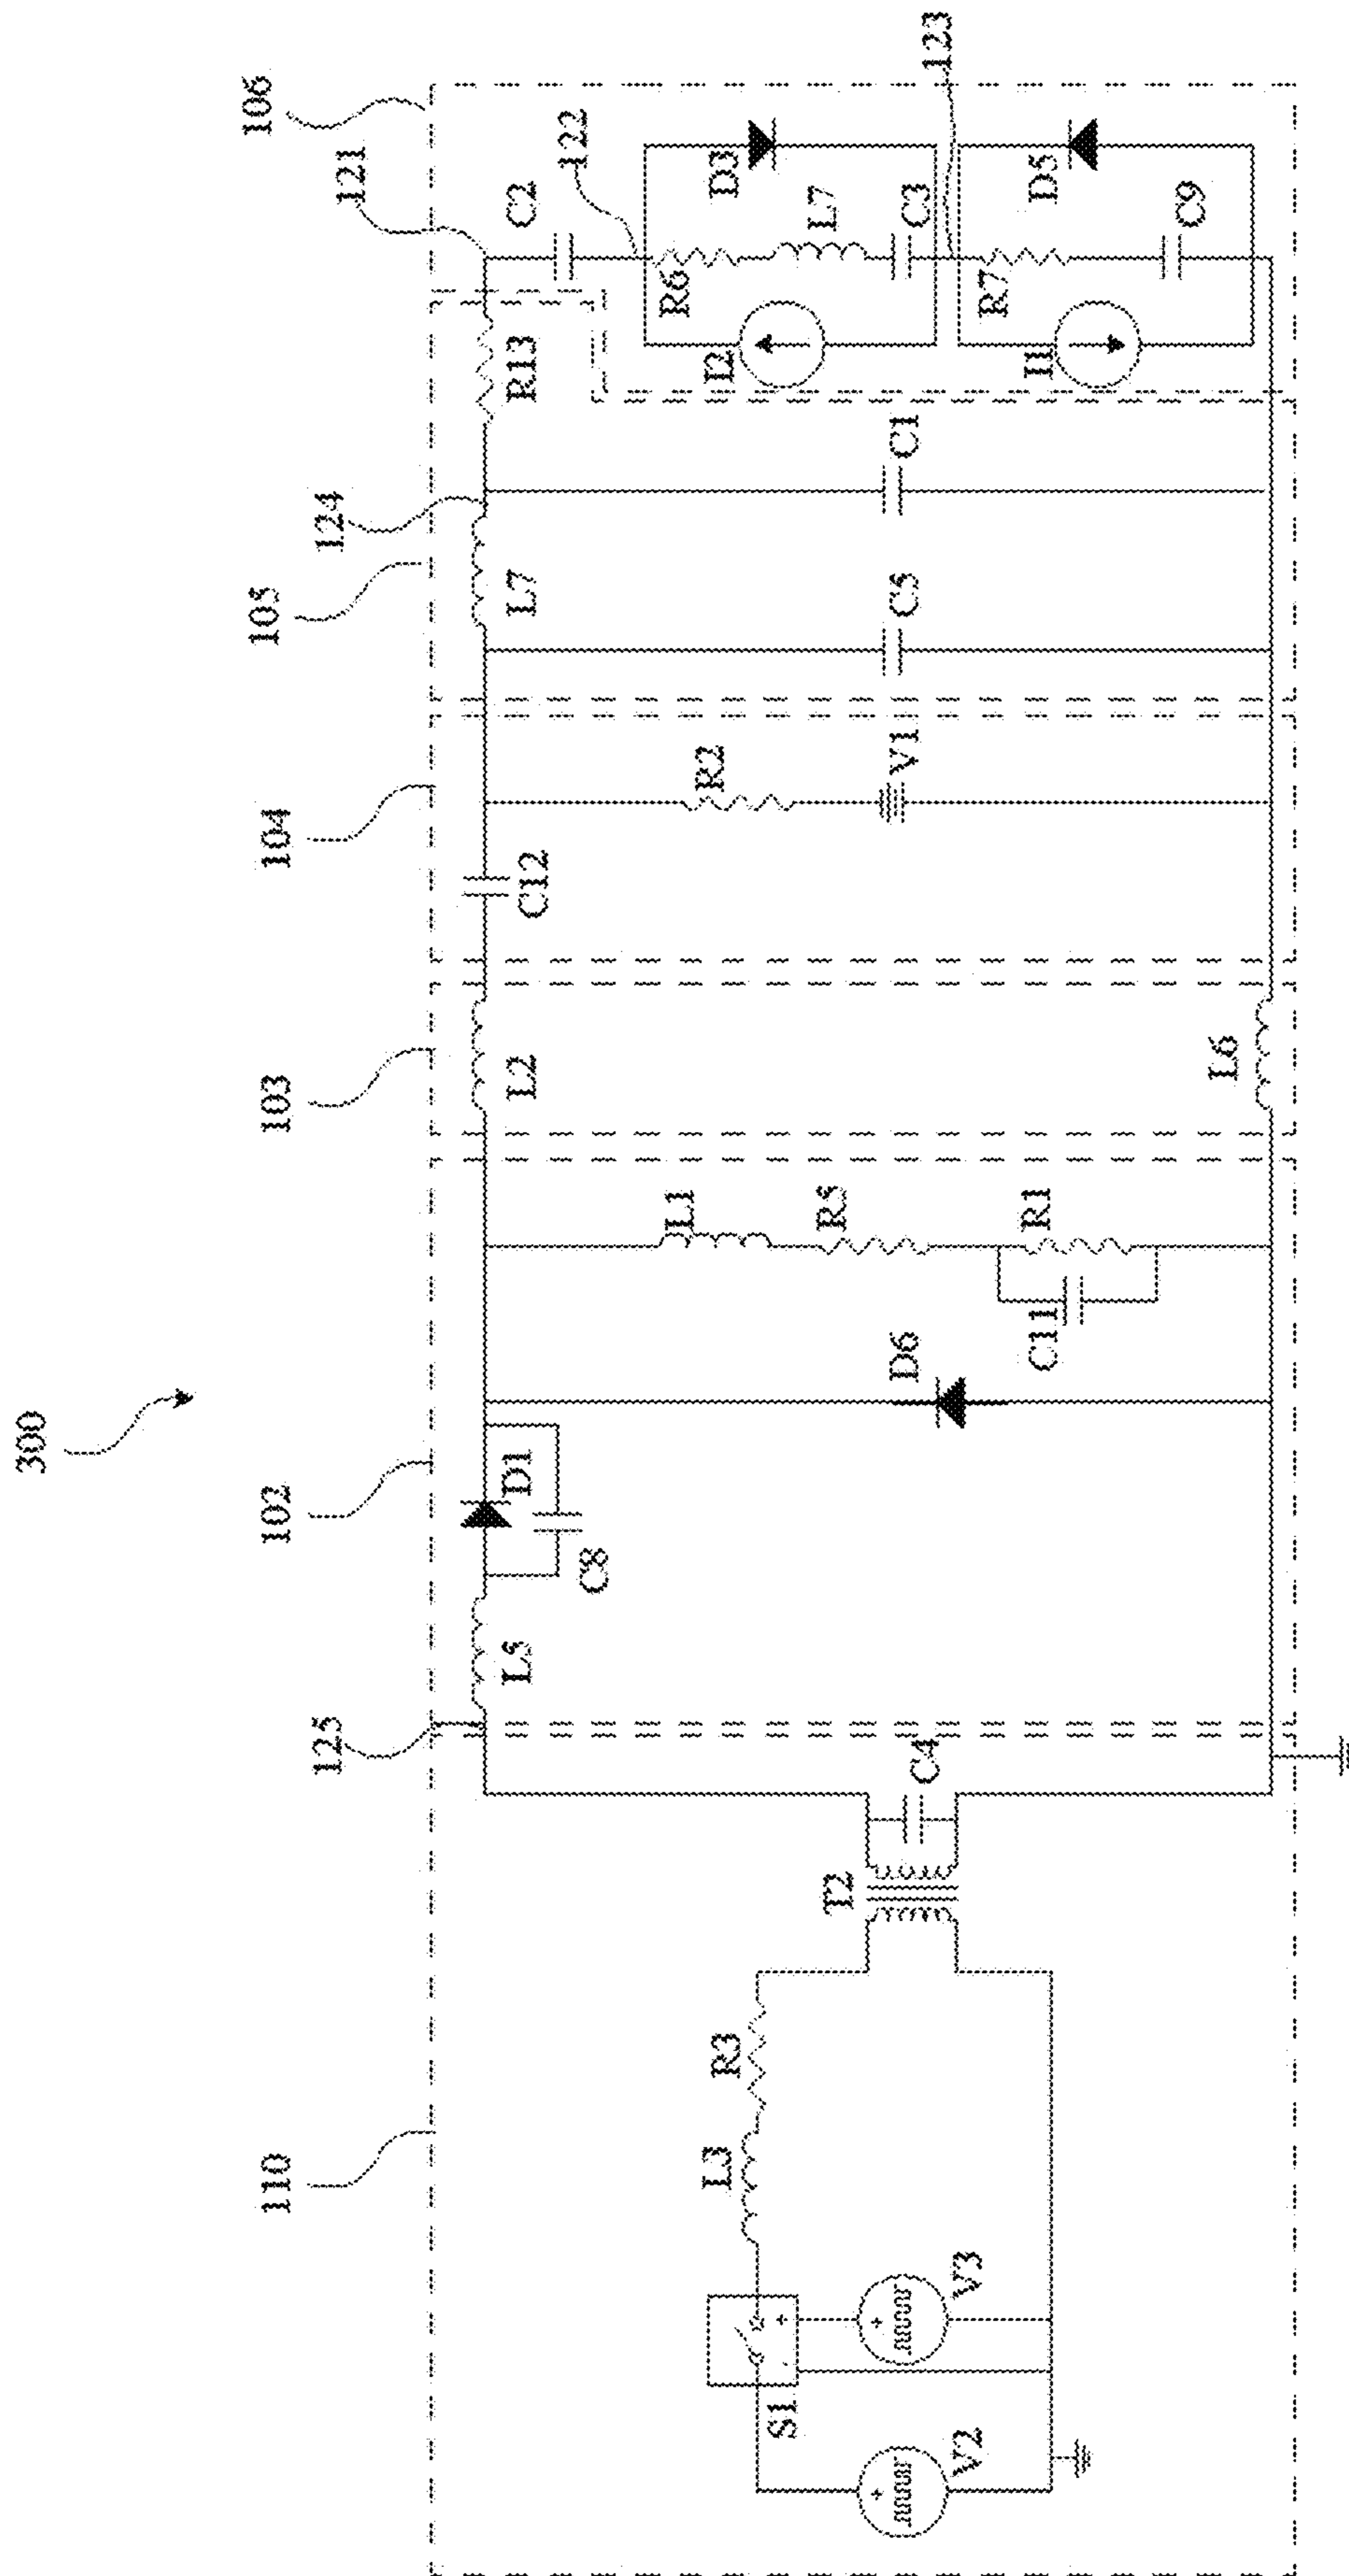 300
110
125
102
103
104
105
124
121
106
122
123
V2
S1
V3
L3
R3
T2
C4
L5
D1
C8
D6
L1
R5
R1
C11
L2
L6
C12
R2
V1
L7
C5
C1
R13
C2
I2
R6
L7
C3
D3
I1
R7
C9
D5